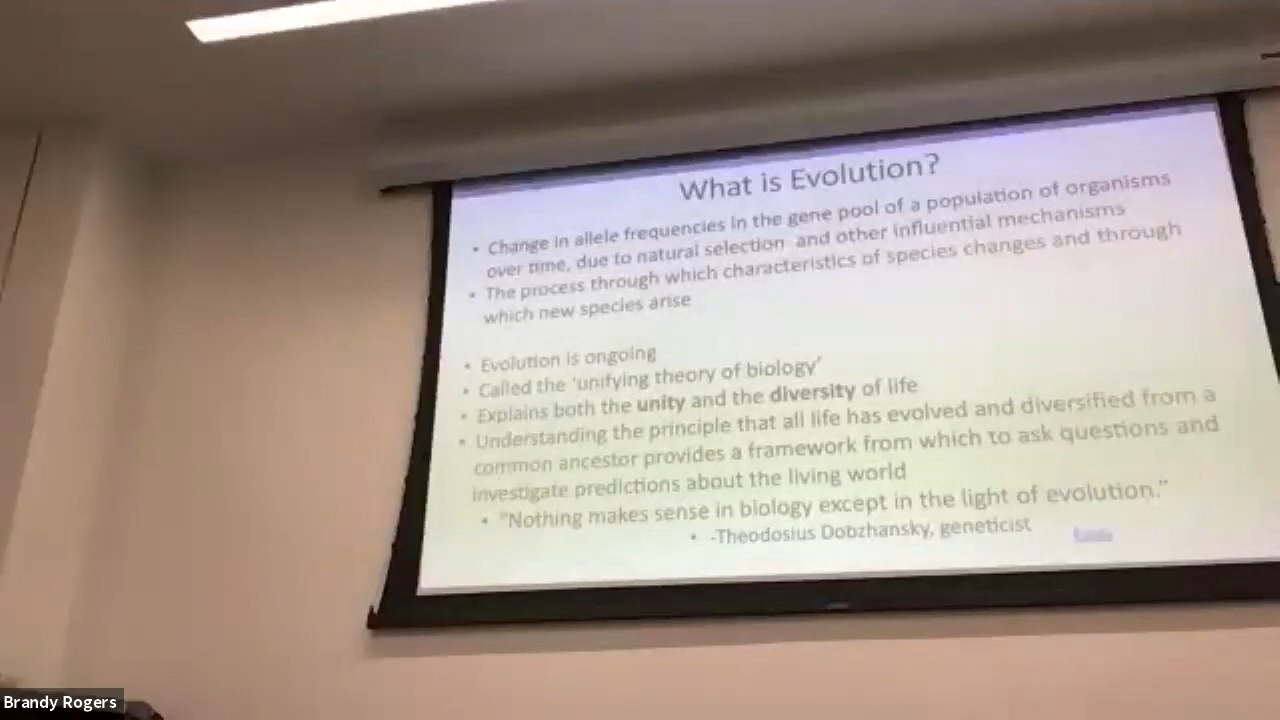 What is Evolution?
• Change in allele frequencies in the gene pool of a population of organisms
over time, due to natural selection and other influential mechanisms
• The process through which characteristics of species changes and through
which new species arise
• Evolution is ongoing
• Called the 'unifying theory of biology'
• Explains both the unity and the diversity of life
• Understanding the principle that all life has evolved and diversified from a
common ancestor provides a framework from which to ask questions and
investigate predictions about the living world
• "Nothing makes sense in biology except in the light of evolution."
• -Theodosius Dobzhansky, geneticist
Brandy Rogers